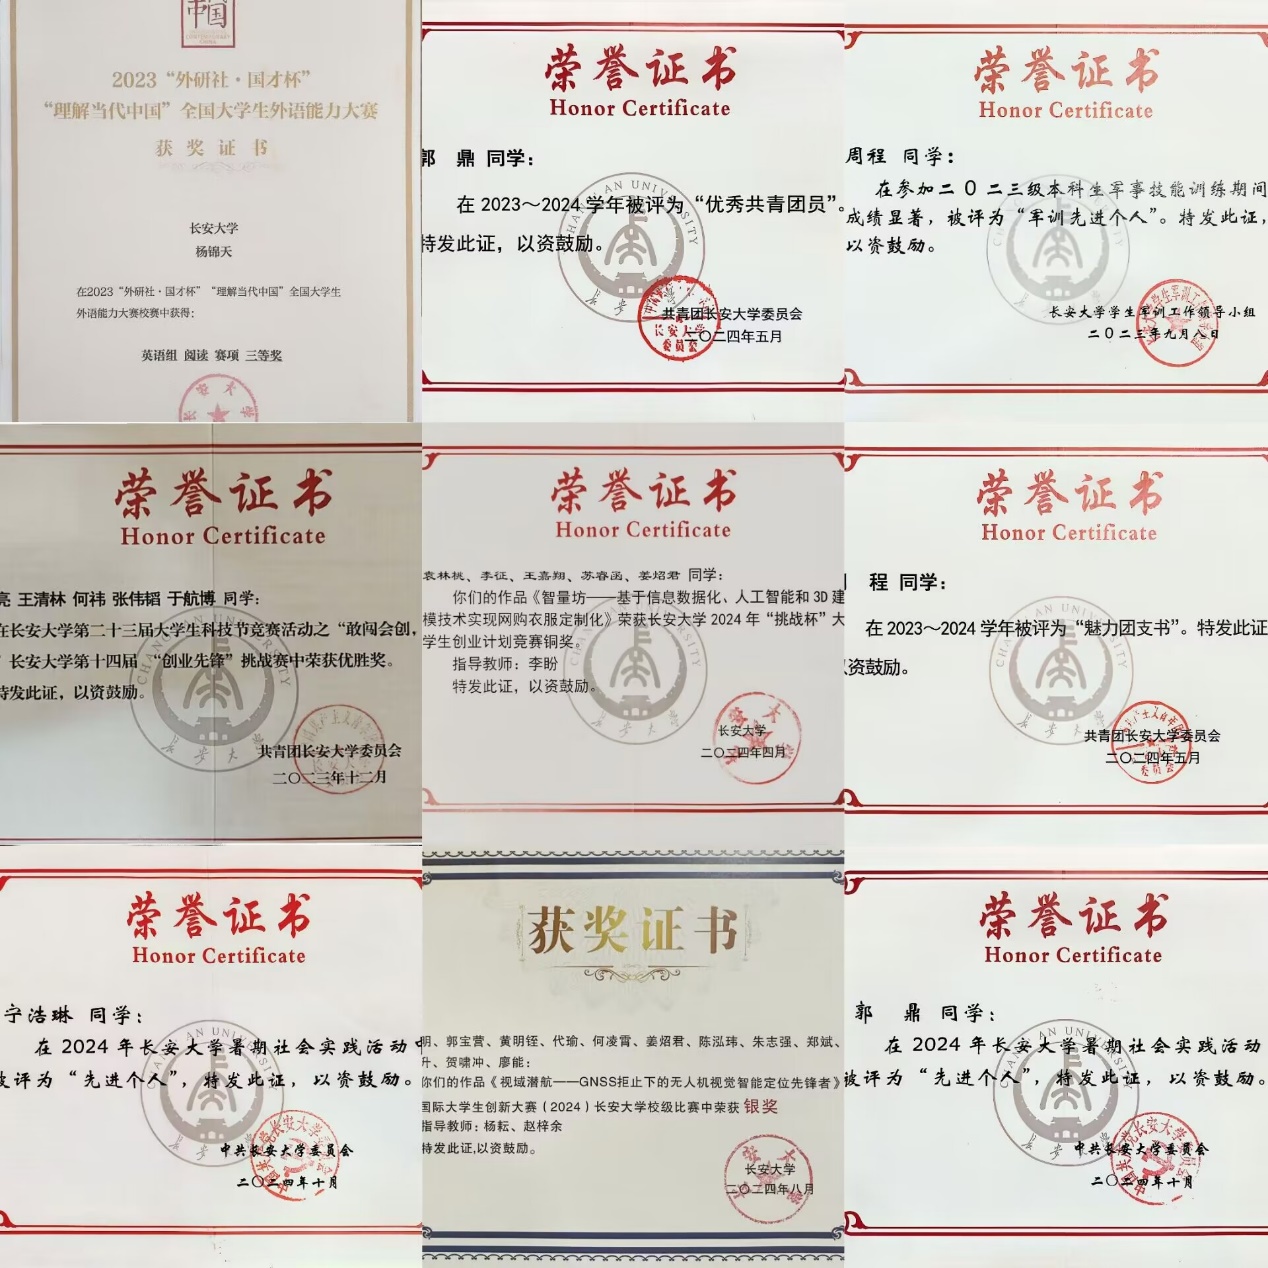 中国
2023“外研社·国才杯”
“理解当代中国”全国大学生外语能力大赛
获奖证书
长安大学
杨锦天
在2023“外研社·国才杯”“理解当代中国”全国大学生
外语能力大赛校赛中获得：
英语组 阅读 赛项 三等奖
长安大学
荣誉证书
Honor Certificate
郭 鼎 同学：
在 2023～2024 学年被评为“优秀共青团员”。
特发此证，以资鼓励。
CHANG'AN UNIVERSITY
共青团长安大学委员会
二〇二四年五月
荣誉证书
Honor Certificate
周程 同学：
在参加二〇二三级本科生军事技能训练期间
成绩显著，被评为“军训先进个人”。特发此证，
以资鼓励。
长安大学学生军训工作领导小组
二〇二三年九月八日
荣誉证书
Honor Certificate
亮 王清林 何祎 张伟韬 于航博 同学：
在长安大学第二十三届大学生科技节竞赛活动之“敢闯会创，
”长安大学第十四届 “创业先锋”挑战赛中荣获优胜奖。
特发此证，以资鼓励。
CHANG'AN UNIVERSITY
长安大学
共青团长安大学委员会
二〇二三年十二月
荣誉证书
Honor Certificate
袁林桃、李征、王嘉翔、苏睿函、姜炤君 同学：
你们的作品《智量坊——基于信息数据化、人工智能和 3D 建
模技术实现网购衣服定制化》荣获长安大学 2024 年“挑战杯”大
学生创业计划竞赛铜奖。
指导教师：李盼
特发此证，以资鼓励。
长安大学
二〇二四年四月
荣誉证书
Honor Certificate
程 同学：
在 2023～2024 学年被评为“魅力团支书”。特发此证
以资鼓励。
共青团长安大学委员会
二〇二四年五月
荣誉证书
Honor Certificate
宁浩琳 同学：
在 2024 年长安大学暑期社会实践活动中
被评为“先进个人”，特发此证，以资鼓励。
中共长安大学委员会
二〇二四年十月
获奖证书
明、郭宝营、黄明铚、代瑜、何凌霄、姜炤君、陈泓玮、朱志强、郑斌、
升、贺啸冲、廖能：
你们的作品《视域潜航——GNSS拒止下的无人机视觉智能定位先锋者》
国际大学生创新大赛（2024）长安大学校级比赛中荣获 银奖
指导教师：杨耘、赵梓余
特发此证，以资鼓励。
长安大学
二〇二四年八月
荣誉证书
Honor Certificate
郭 鼎 同学：
在 2024 年长安大学暑期社会实践活动
被评为“先进个人”，特发此证，以资鼓励。
中共长安大学委员会
二〇二四年十月